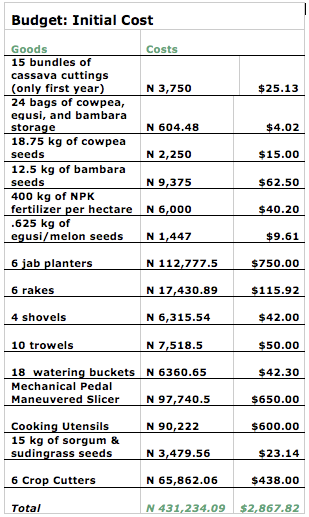 Budget: Initial Cost
Goods Costs
15 bundles of
cassava cuttings
(only first year) N 3,750 $25.13
24 bags of cowpea,
egusi, and bambara
storage N 604.48 $4.02
18.75 kg of cowpea
seeds N 2,250 $15.00
12.5 kg of bambara
seeds N 9,375 $62.50
400 kg of NPK
fertilizer per hectare N 6,000 $40.20
.625 kg of
egusi/melon seeds N 1,447 $9.61
6 jab planters N 112,777.5 $750.00
6 rakes N 17,430.89 $115.92
4 shovels N 6,315.54 $42.00
10 trowels N 7,518.5 $50.00
18 watering buckets N 6360.65 $42.30
Mechanical Pedal
Maneuvered Slicer N 97,740.5 $650.00
Cooking Utensils N 90,222 $600.00
15 kg of sorgum &
sudingrass seeds N 3,479.56 $23.14
6 Crop Cutters N 65,862.06 $438.00
Total N 431,234.09 $2,867.82